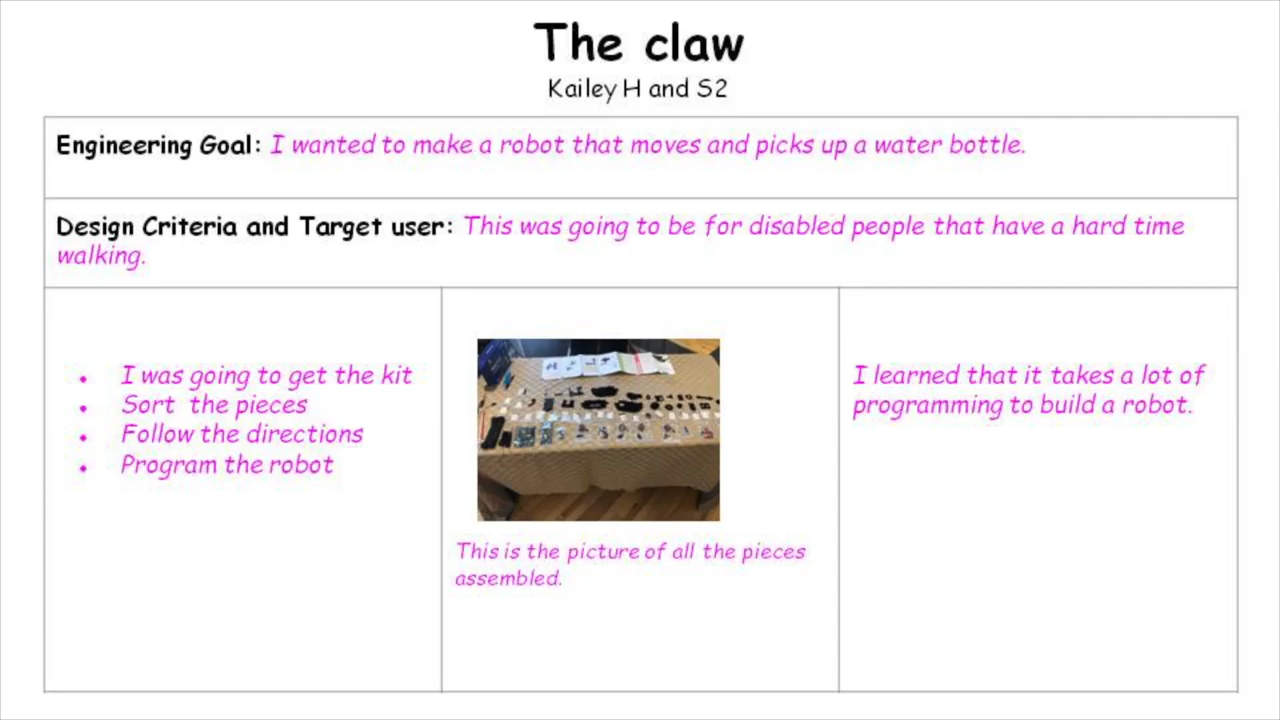 The claw
Kailey H and S2
Engineering Goal: I wanted to make a robot that moves and picks up a water bottle.
Design Criteria and Target user: This was going to be for disabled people that have a hard time
walking.
• I was going to get the kit
• Sort the pieces
• Follow the directions
• Program the robot
This is the picture of all the pieces
assembled.
I learned that it takes a lot of
programming to build a robot.